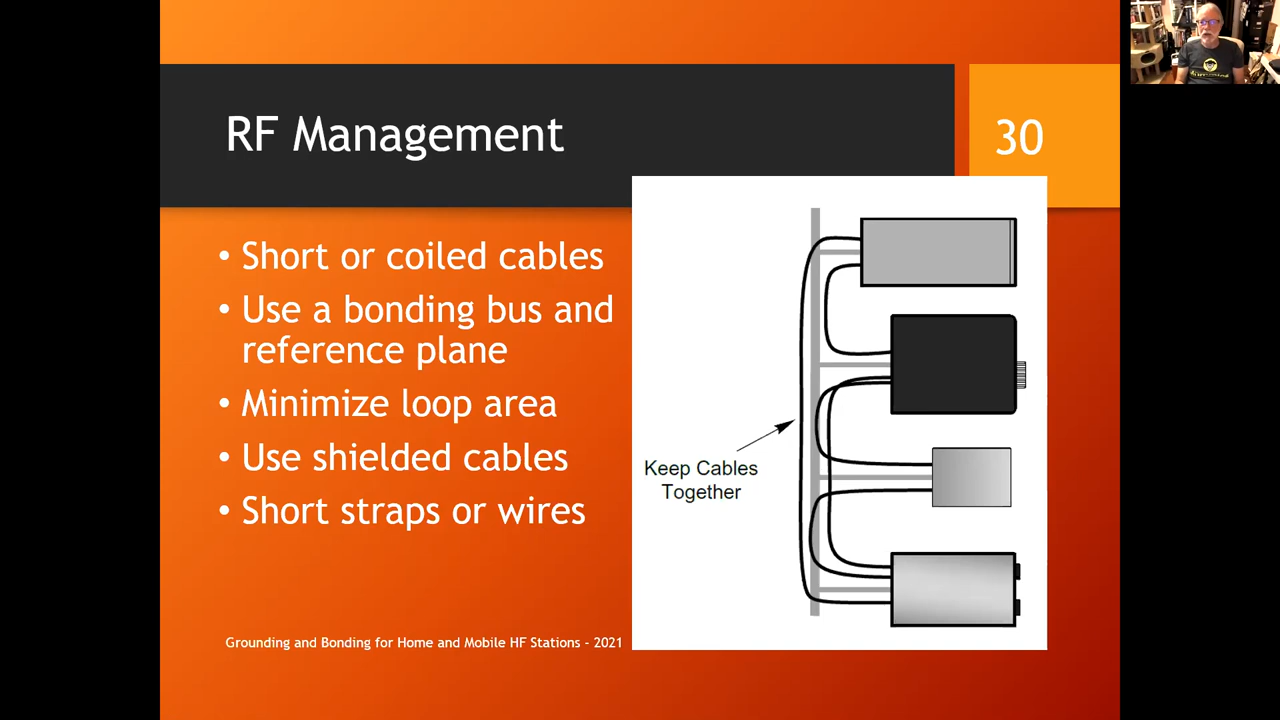 RF Management
30
• Short or coiled cables
• Use a bonding bus and
reference plane
• Minimize loop area
• Use shielded cables
• Short straps or wires
Keep Cables
Together
Grounding and Bonding for Home and Mobile HF Stations - 2021